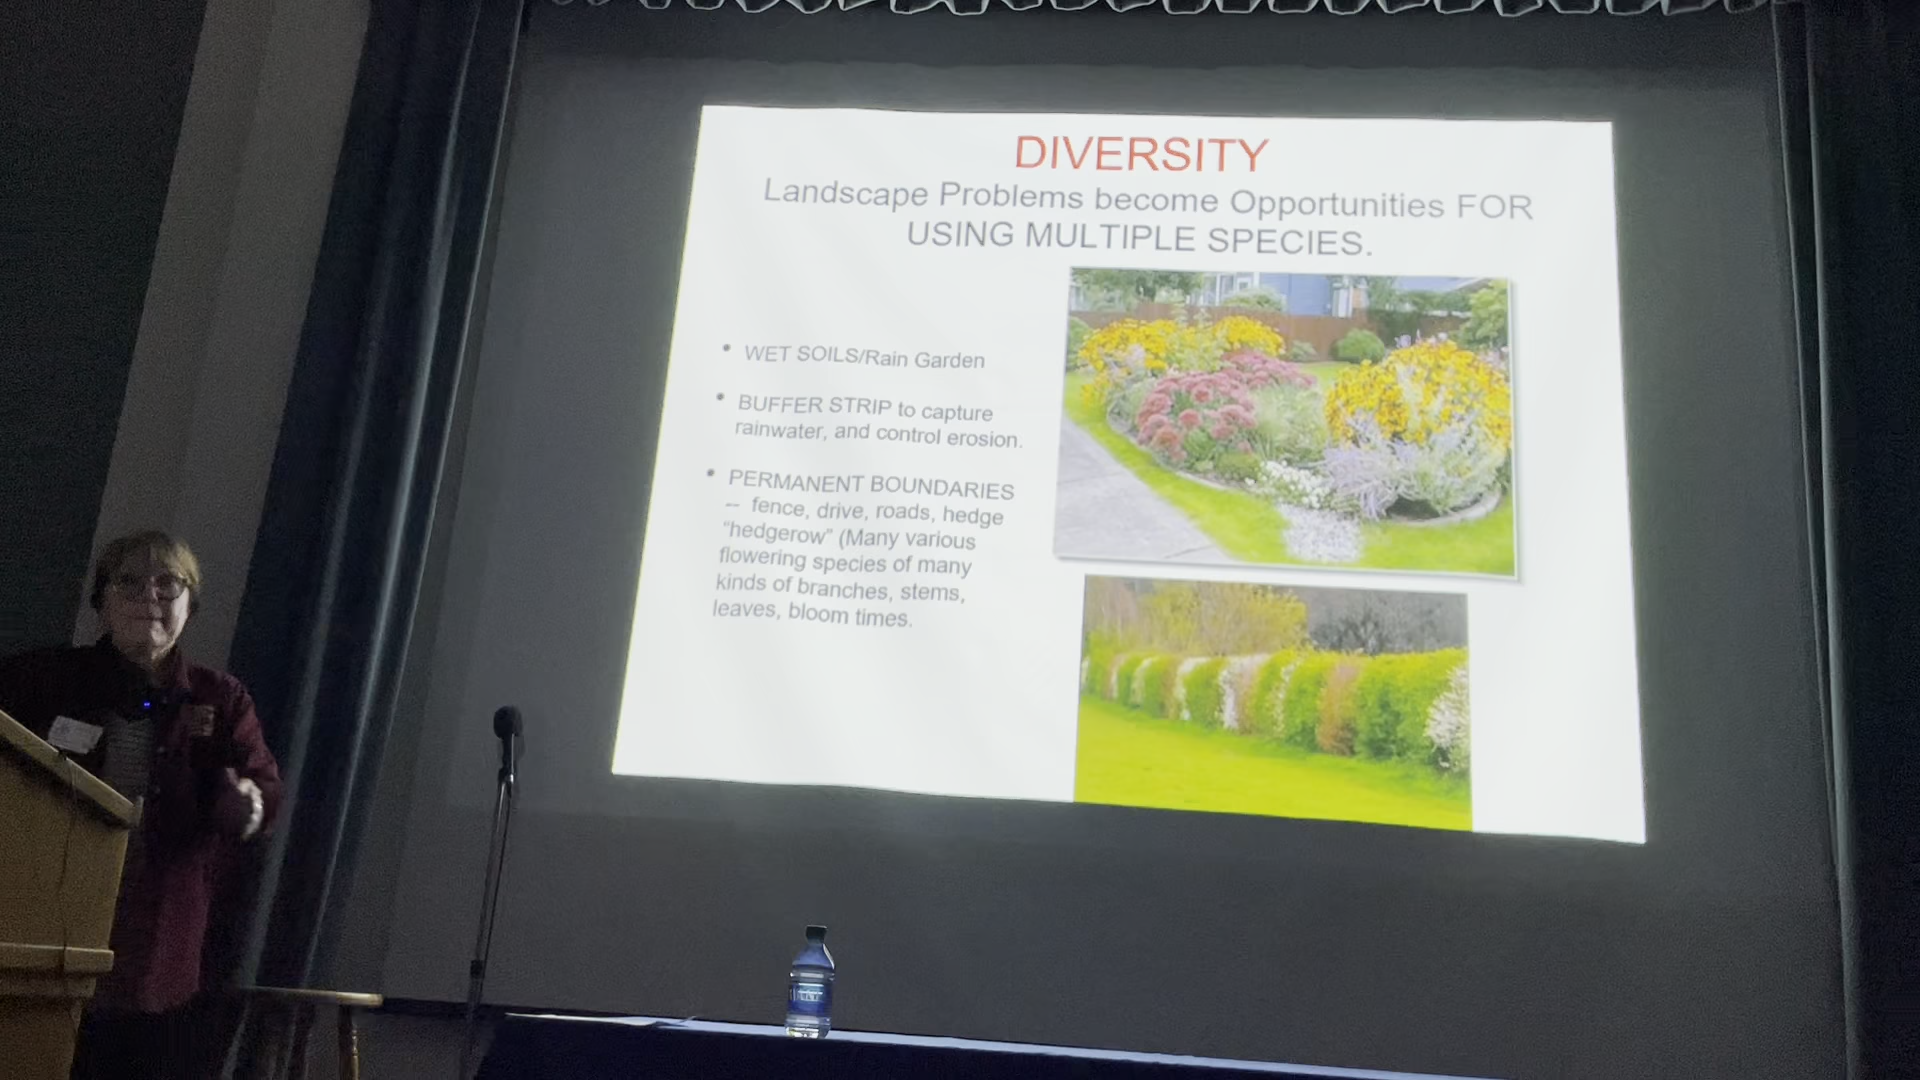 DIVERSITY
Landscape Problems become Opportunities FOR
USING MULTIPLE SPECIES.
• WET SOILS/Rain Garden
• BUFFER STRIP to capture
rainwater, and control erosion.
• PERMANENT BOUNDARIES
– fence, drive, roads, hedge
“hedgerow” (Many various
flowering species of many
kinds of branches, stems,
leaves, bloom times.